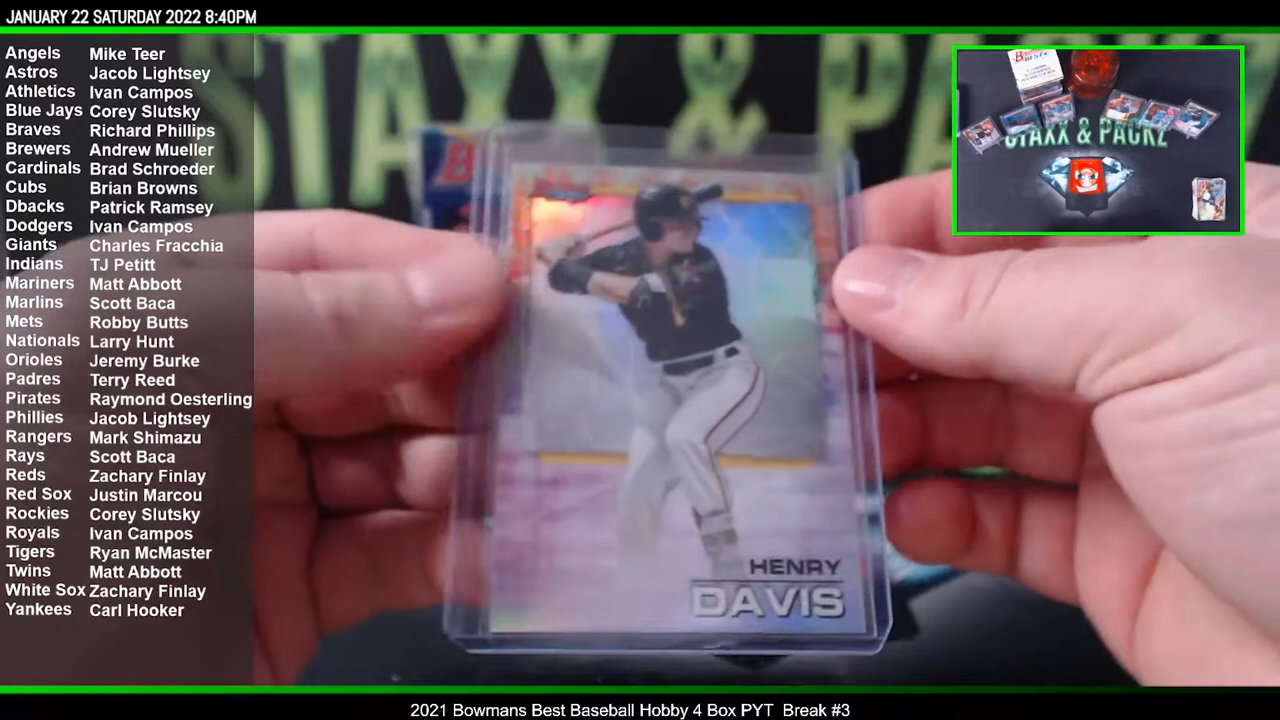 JANUARY 22 SATURDAY 2022 8:40PM
Angels Mike Teer
Astros Jacob Lightsey
Athletics Ivan Campos
Blue Jays Corey Slutsky
Braves Richard Phillips
Brewers Andrew Mueller
Cardinals Brad Schroeder
Cubs Brian Browns
Dbacks Patrick Ramsey
Dodgers Ivan Campos
Giants Charles Fracchia
Indians TJ Petitt
Mariners Matt Abbott
Marlins Scott Baca
Mets Robby Butts
Nationals Larry Hunt
Orioles Jeremy Burke
Padres Terry Reed
Pirates Raymond Oesterling
Phillies Jacob Lightsey
Rangers Mark Shimazu
Rays Scott Baca
Reds Zachary Finlay
Red Sox Justin Marcou
Rockies Corey Slutsky
Royals Ivan Campos
Tigers Ryan McMaster
Twins Matt Abbott
White Sox Zachary Finlay
Yankees Carl Hooker
STAXX & PACKZ
HENRY
DAVIS
STAXX & PACKZ
2021 Bowmans Best Baseball Hobby 4 Box PYT Break #3